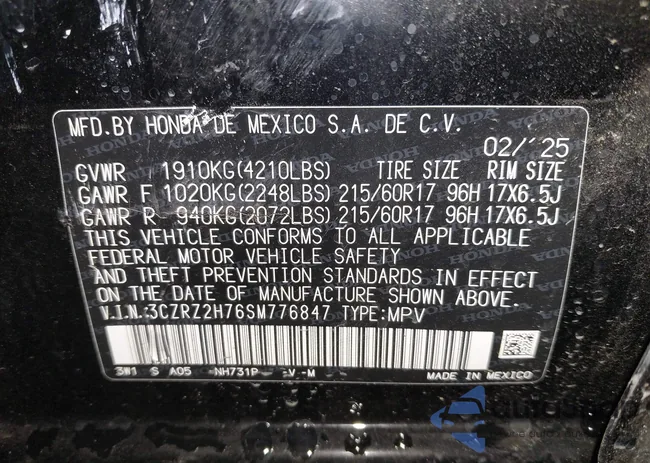 MFD.BY HONDA DE MEXICO S.A. DE C.V.
02/'25
GVWR 1910KG(4210LBS) TIRE SIZE RIM SIZE
GAWR F 1020KG(2248LBS) 215/60R17 96H 17X6.5J
GAWR R 940KG(2072LBS) 215/60R17 96H 17X6.5J
THIS VEHICLE CONFORMS TO ALL APPLICABLE
FEDERAL MOTOR VEHICLE SAFETY
AND THEFT PREVENTION STANDARDS IN EFFECT
ON THE DATE OF MANUFACTURE SHOWN ABOVE.
V.I.N.:3CZRZ2H76SM776847 TYPE:MPV
3W1 S A05 NH731P -V -M MADE IN MEXICO